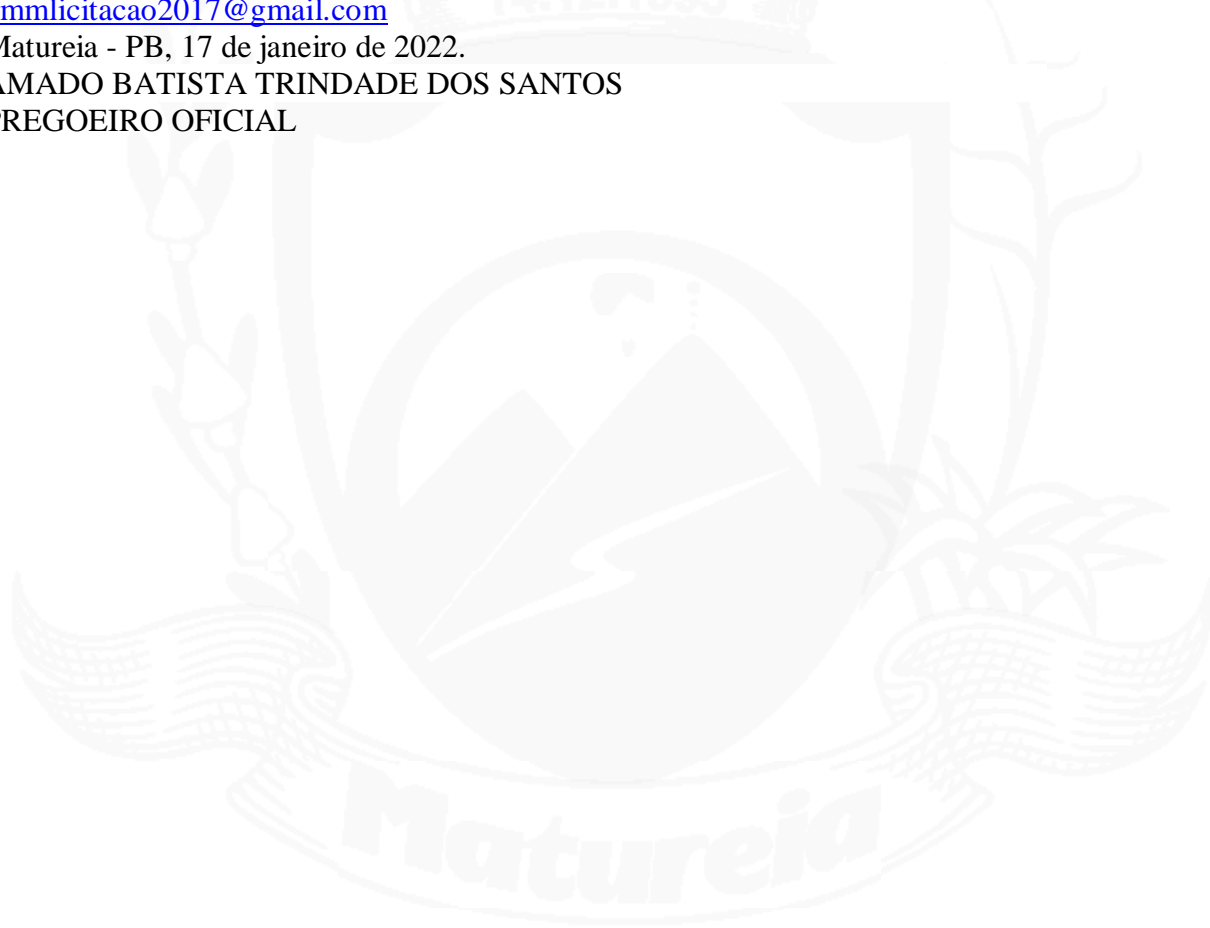 mmlicitacao2017@gmail.com
Matureia - PB, 17 de janeiro de 2022.
AMADO BATISTA TRINDADE DOS SANTOS
PREGOEIRO OFICIAL
Matureia